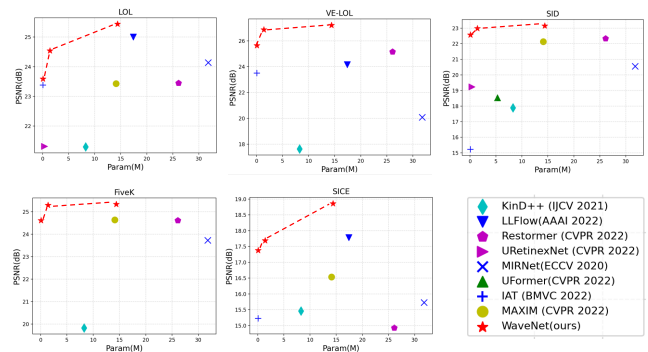 LOL
PSNR(dB)
25
24
23
22
21
0
5
10
15
20
25
30
Param(M)
VE-LOL
PSNR(dB)
26
24
22
20
18
0
5
10
15
20
25
30
Param(M)
SID
PSNR(dB)
23
22
21
20
19
18
17
16
15
0
5
10
15
20
25
30
Param(M)
FiveK
PSNR(dB)
25
24
23
22
21
20
0
5
10
15
20
25
30
Param(M)
SICE
PSNR(dB)
19.0
18.5
18.0
17.5
17.0
16.5
16.0
15.5
15.0
0
5
10
15
20
25
30
Param(M)
KinD++ (IJCV 2021)
LLFlow(AAAI 2022)
Restormer (CVPR 2022)
URetinexNet (CVPR 2022)
MIRNet(ECCV 2020)
UFormer(CVPR 2022)
IAT (BMVC 2022)
MAXIM (CVPR 2022)
WaveNet(ours)